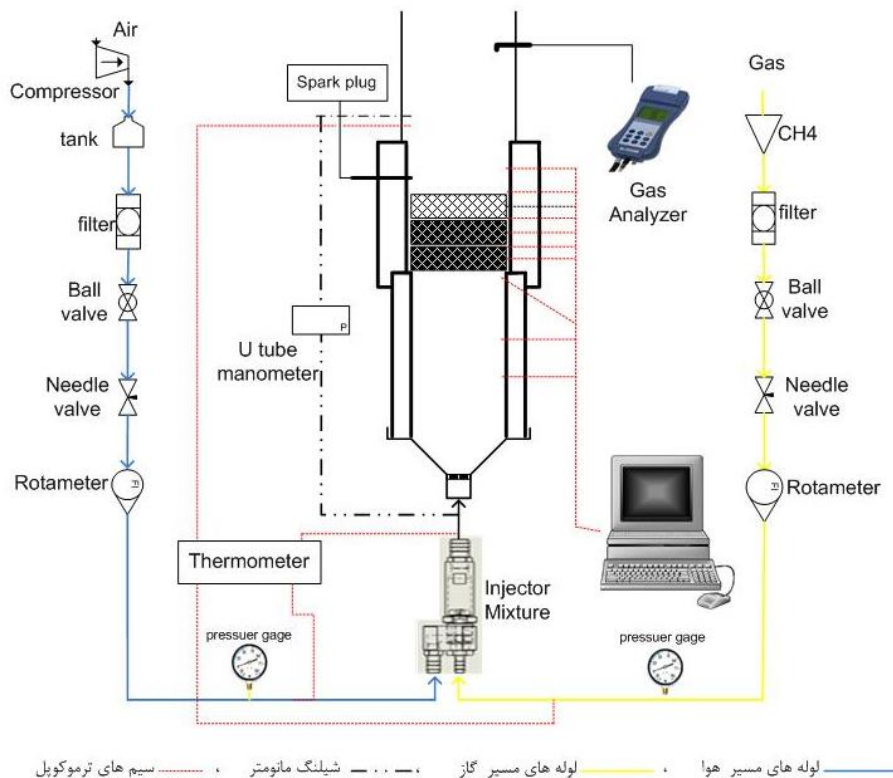 Air
Compressor
tank
filter
Ball
valve
Needle
valve
Rotameter
Spark plug
P
U tube
manometer
Thermometer
pressuer gage
Injector
Mixture
Gas
Analyzer
Gas
CH4
filter
Ball
valve
Needle
valve
Rotameter
pressuer gage
FI
FI
لوله های مسیر هوا ، لوله های مسیر گاز ، شیلنگ مانومتر ، سیم های ترموکوپل